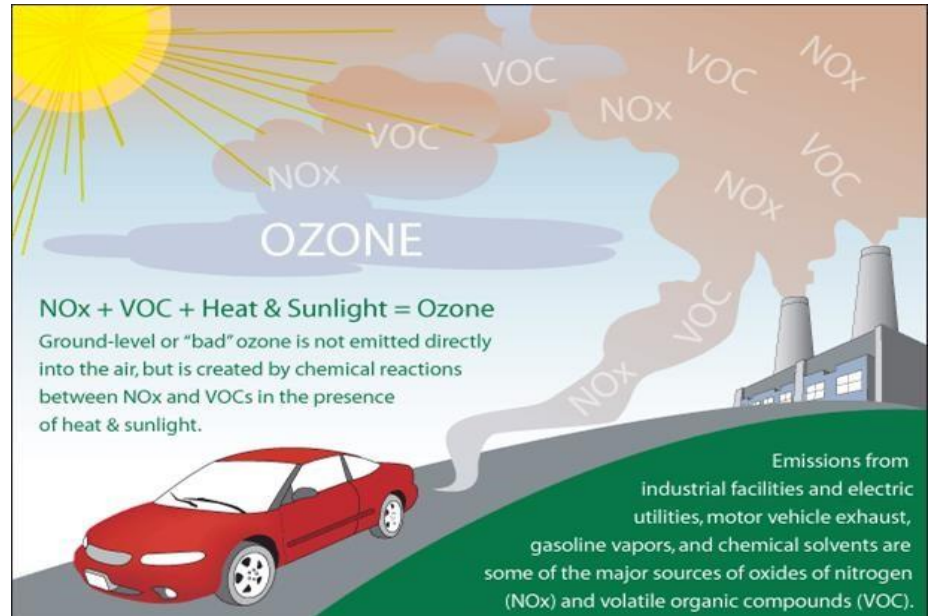 VOC
VOC
NOx
NOx
VOC
VOC
NOx
NOx
OZONE
VOC
NOx
NOx + VOC + Heat & Sunlight = Ozone
Ground-level or “bad” ozone is not emitted directly
into the air, but is created by chemical reactions
between NOx and VOCs in the presence
of heat & sunlight.
Emissions from
industrial facilities and electric
utilities, motor vehicle exhaust,
gasoline vapors, and chemical solvents are
some of the major sources of oxides of nitrogen
(NOx) and volatile organic compounds (VOC).